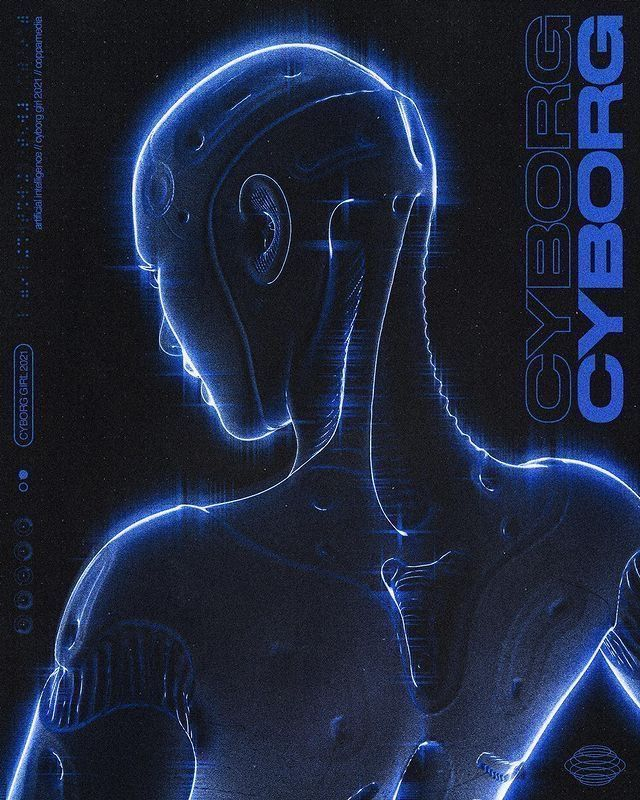 artificial intelligence // cyborg girl 2021 // coppamedia
CYBORG GIRL 2021
CYBORG
CYBORG